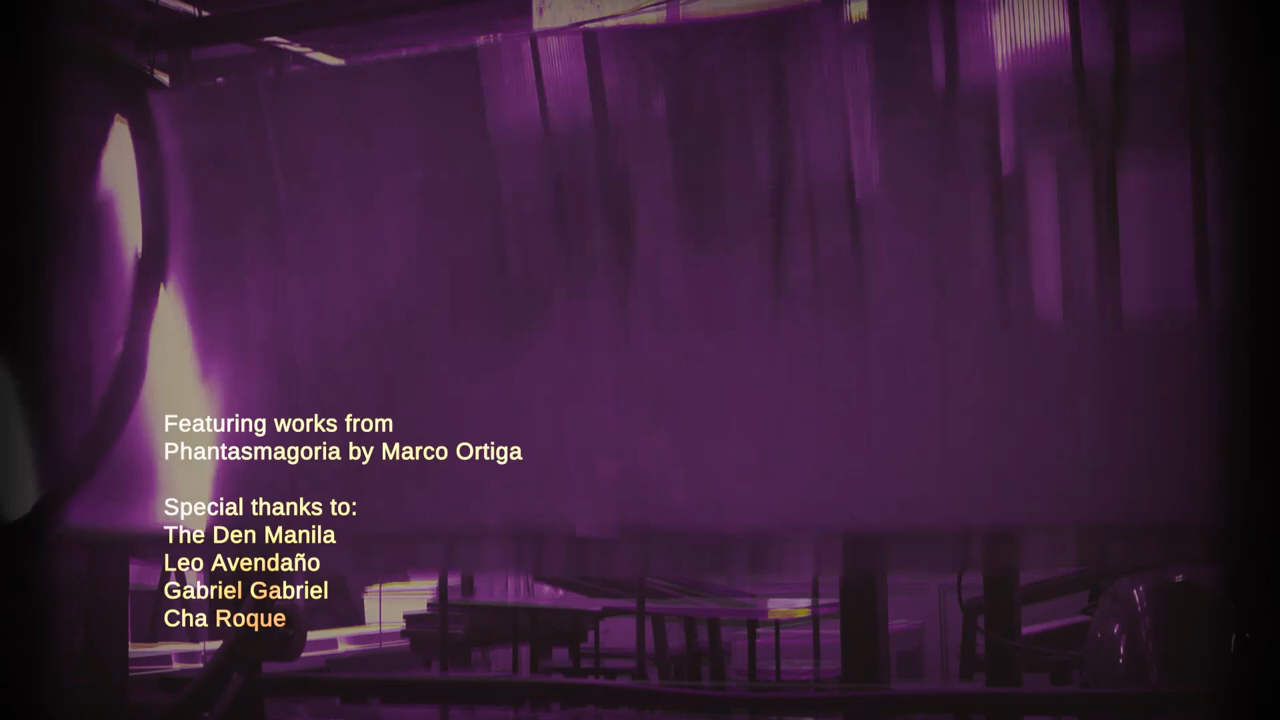 Featuring works from
Phantasmagoria by Marco Ortiga
Special thanks to:
The Den Manila
Leo Avendaño
Gabriel Gabriel
Cha Roque